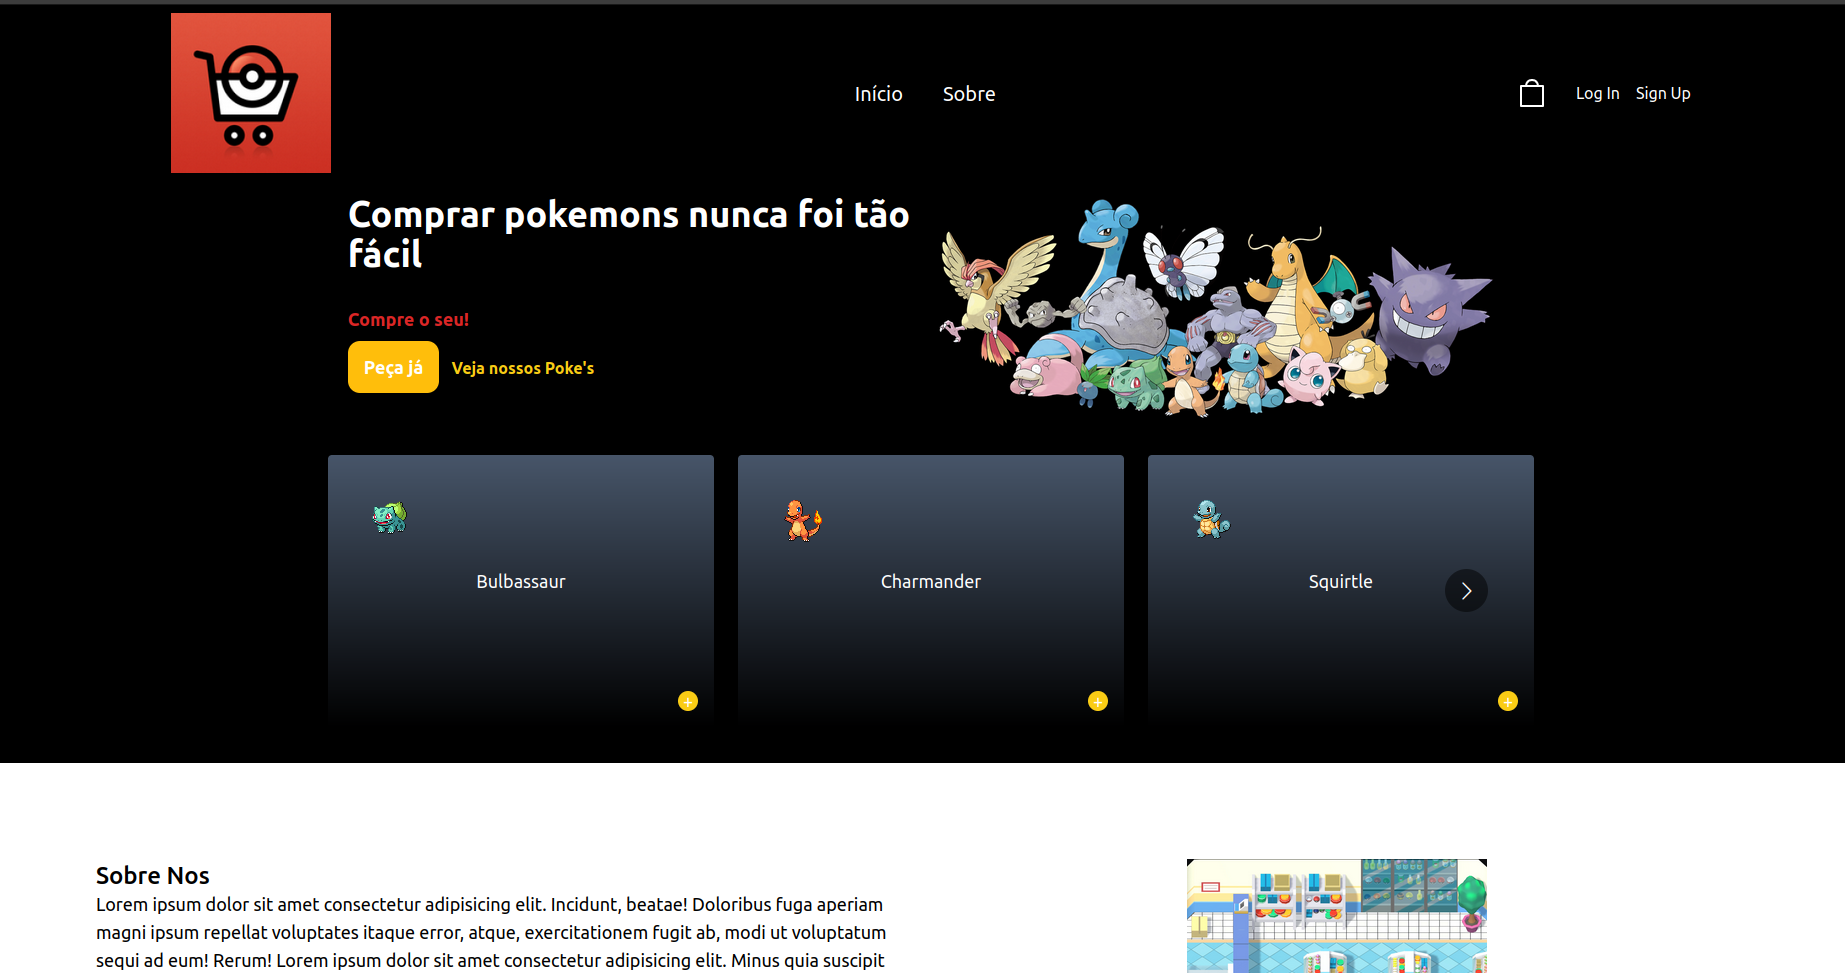 Início Sobre Log In Sign Up
Comprar pokemons nunca foi tão
fácil
Compre o seu!
Peça já Veja nossos Poke's
Bulbassaur Charmander Squirtle
+ + +
Sobre Nos
Lorem ipsum dolor sit amet consectetur adipisicing elit. Incidunt, beatae! Doloribus fuga aperiam
magni ipsum repellat voluptates itaque error, atque, exercitationem fugit ab, modi ut voluptatum
sequi ad eum! Rerum! Lorem ipsum dolor sit amet consectetur adipisicing elit. Minus quia suscipit